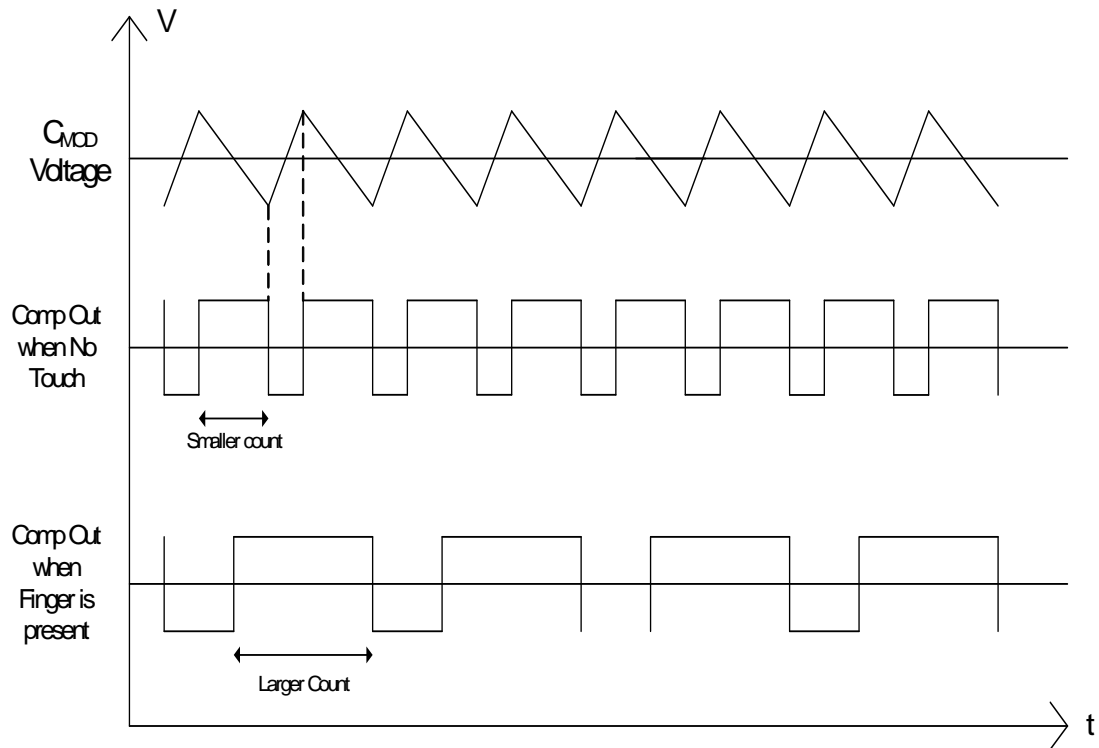 V
CMOD
Voltage
Comp Out
when No
Touch
Smaller count
Comp Out
when
Finger is
present
Larger Count
t